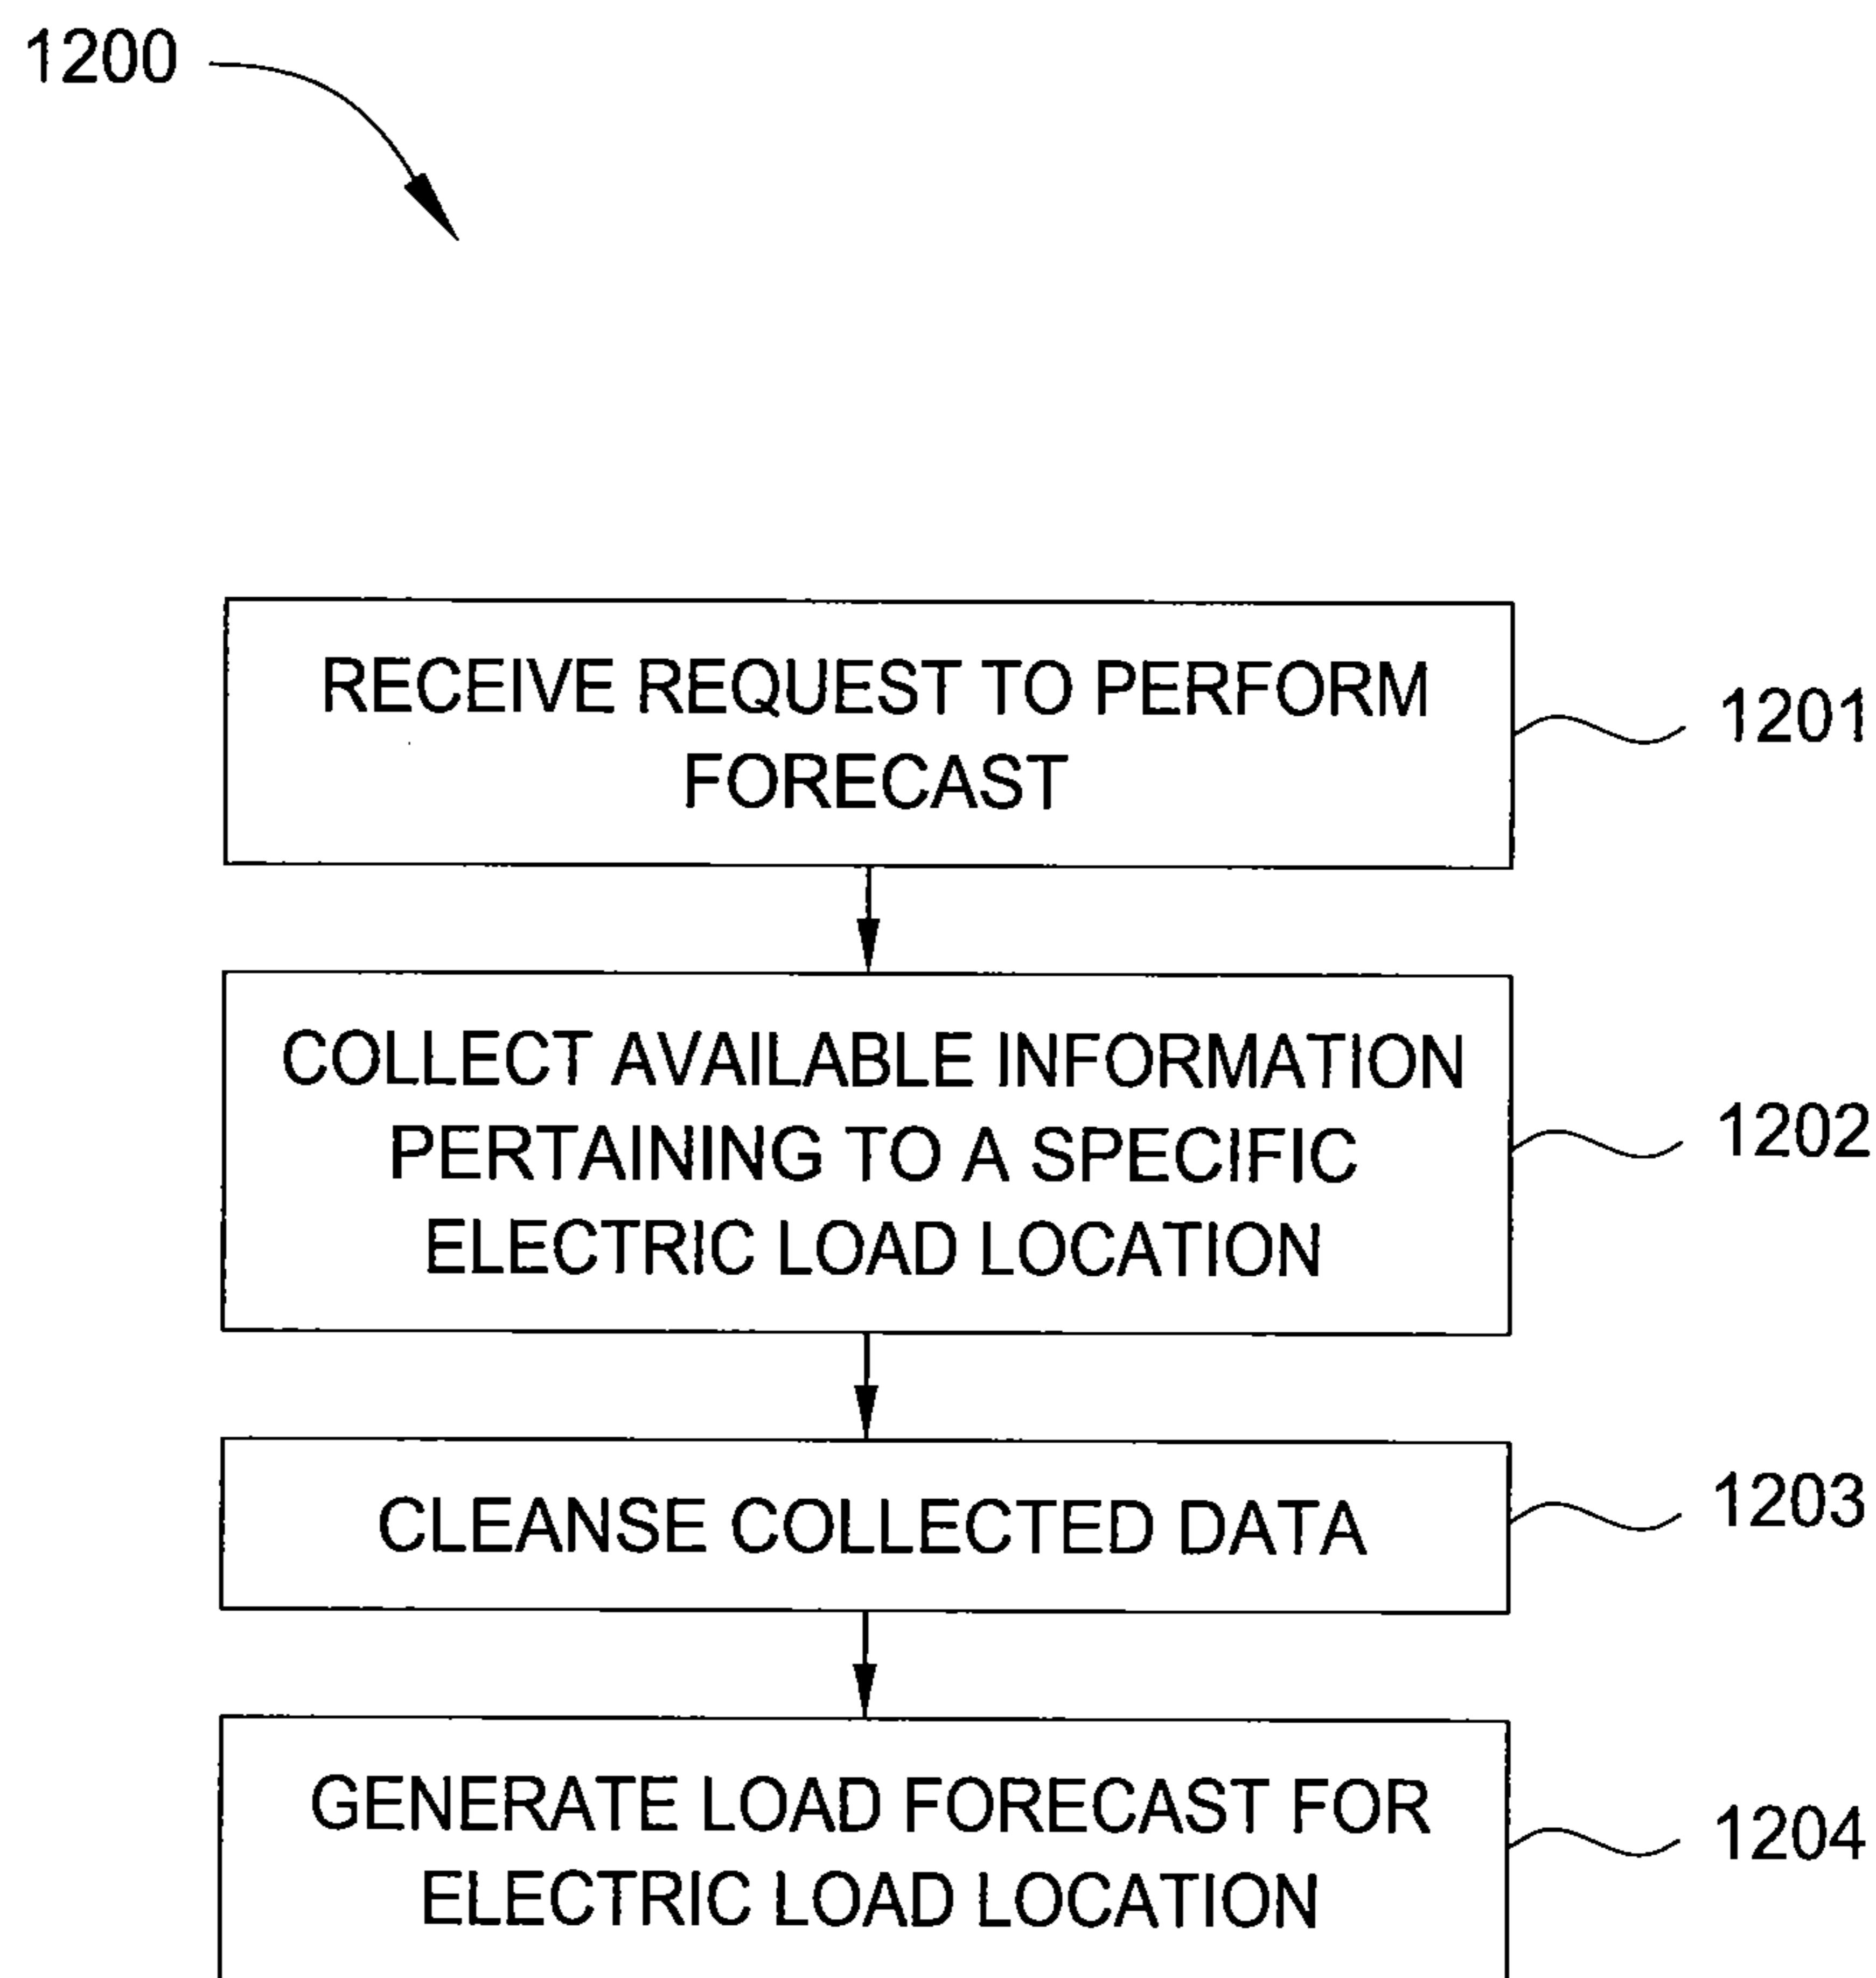 1200
RECEIVE REQUEST TO PERFORM
FORECAST
1201
COLLECT AVAILABLE INFORMATION
PERTAINING TO A SPECIFIC
ELECTRIC LOAD LOCATION
1202
CLEANSE COLLECTED DATA
1203
GENERATE LOAD FORECAST FOR
ELECTRIC LOAD LOCATION
1204